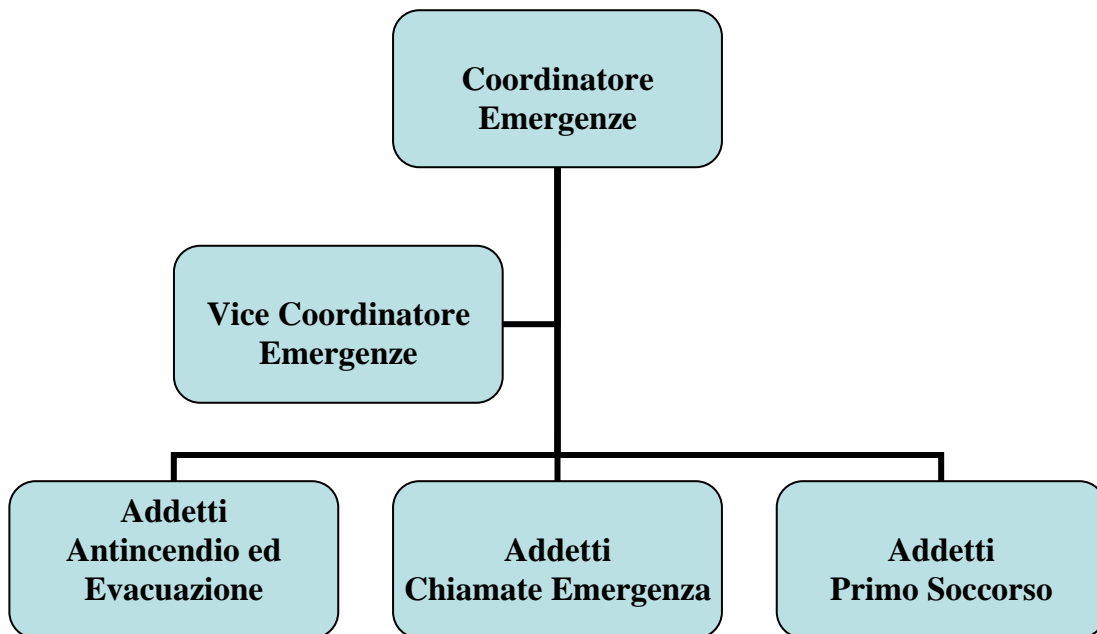 Coordinatore
Emergenze
Vice Coordinatore
Emergenze
Addetti
Antincendio ed
Evacuazione
Addetti
Chiamate Emergenza
Addetti
Primo Soccorso